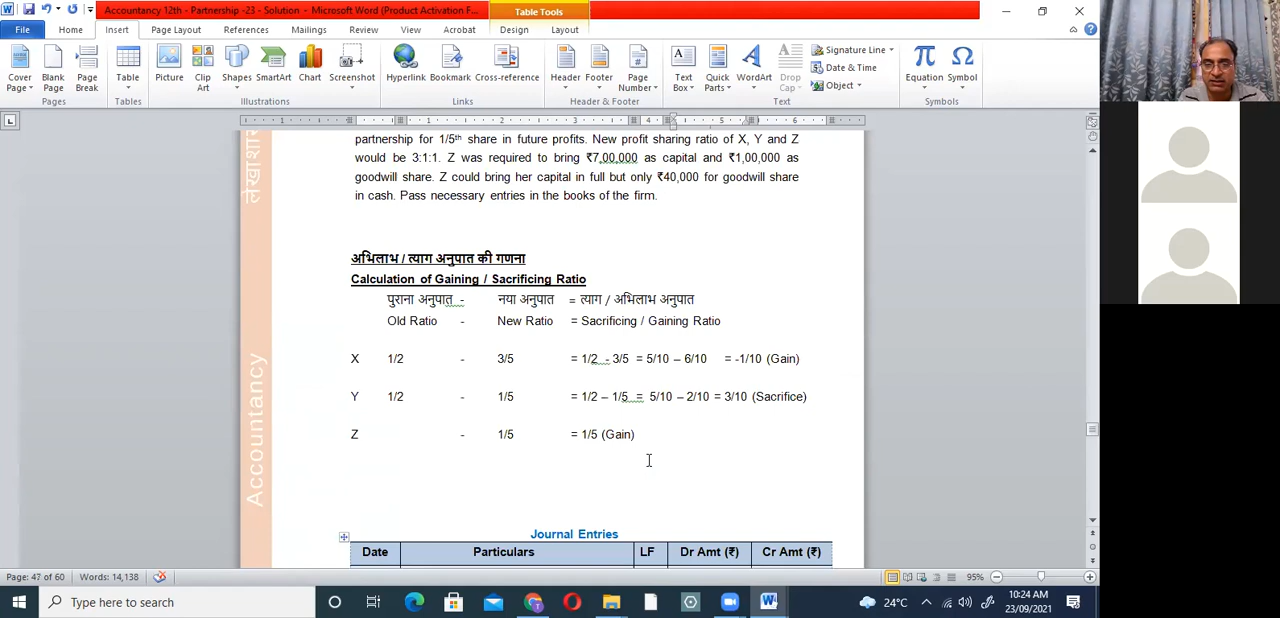 Accountancy 12th - Partnership -23 - Solution - Microsoft Word (Product Activation F...
Table Tools
File Home Insert Page Layout References Mailings Review View Acrobat Design Layout
Cover Page Blank Page Page Break Table Picture Clip Art Shapes SmartArt Chart Screenshot Hyperlink Bookmark Cross-reference Header Footer Page Number Text Box Quick Parts WordArt Drop Cap Signature Line Date & Time Object Equation Symbol
Pages Tables Illustrations Links Header & Footer Text Symbols
1 1 2 3 4 5 6
लेखाशा
partnership for 1/5th share in future profits. New profit sharing ratio of X, Y and Z
would be 3:1:1. Z was required to bring ₹7,00,000 as capital and ₹1,00,000 as
goodwill share. Z could bring her capital in full but only ₹40,000 for goodwill share
in cash. Pass necessary entries in the books of the firm.
अभिलाभ / त्याग अनुपात की गणना
Calculation of Gaining / Sacrificing Ratio
पुराना अनुपात - नया अनुपात = त्याग / अभिलाभ अनुपात
Old Ratio - New Ratio = Sacrificing / Gaining Ratio
X 1/2 - 3/5 = 1/2 - 3/5 = 5/10 – 6/10 = -1/10 (Gain)
Y 1/2 - 1/5 = 1/2 – 1/5 = 5/10 – 2/10 = 3/10 (Sacrifice)
Z - 1/5 = 1/5 (Gain)
Accountancy
Journal Entries
Date Particulars LF Dr Amt (₹) Cr Amt (₹)
Page: 47 of 60 Words: 14,138 95%
Type here to search
24°C
10:24 AM
23/09/2021